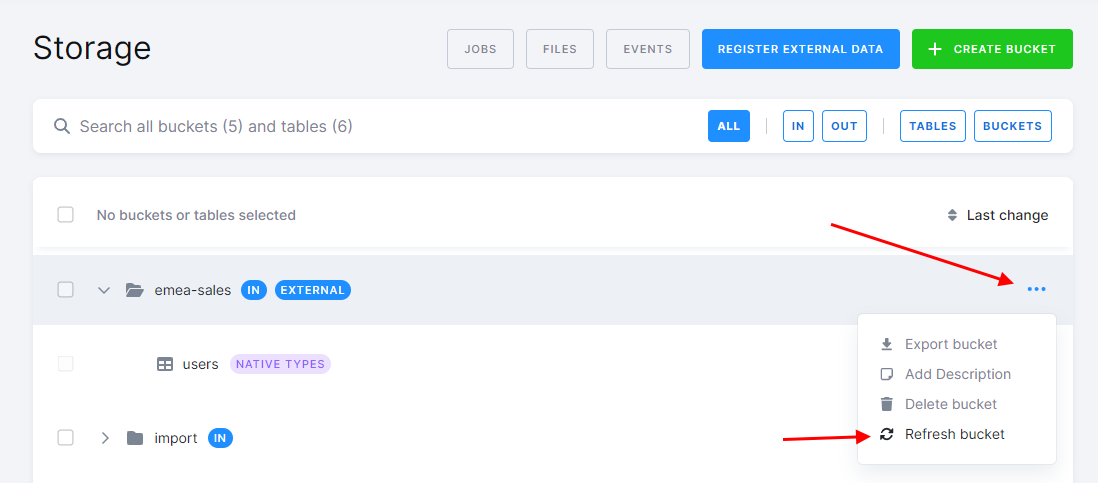 Storage
JOBS
FILES
EVENTS
REGISTER EXTERNAL DATA
CREATE BUCKET
Search all buckets (5) and tables (6)
ALL
IN
OUT
TABLES
BUCKETS
No buckets or tables selected
Last change
emea-sales IN EXTERNAL
Export bucket
users NATIVE TYPES
Add Description
Delete bucket
import IN
Refresh bucket